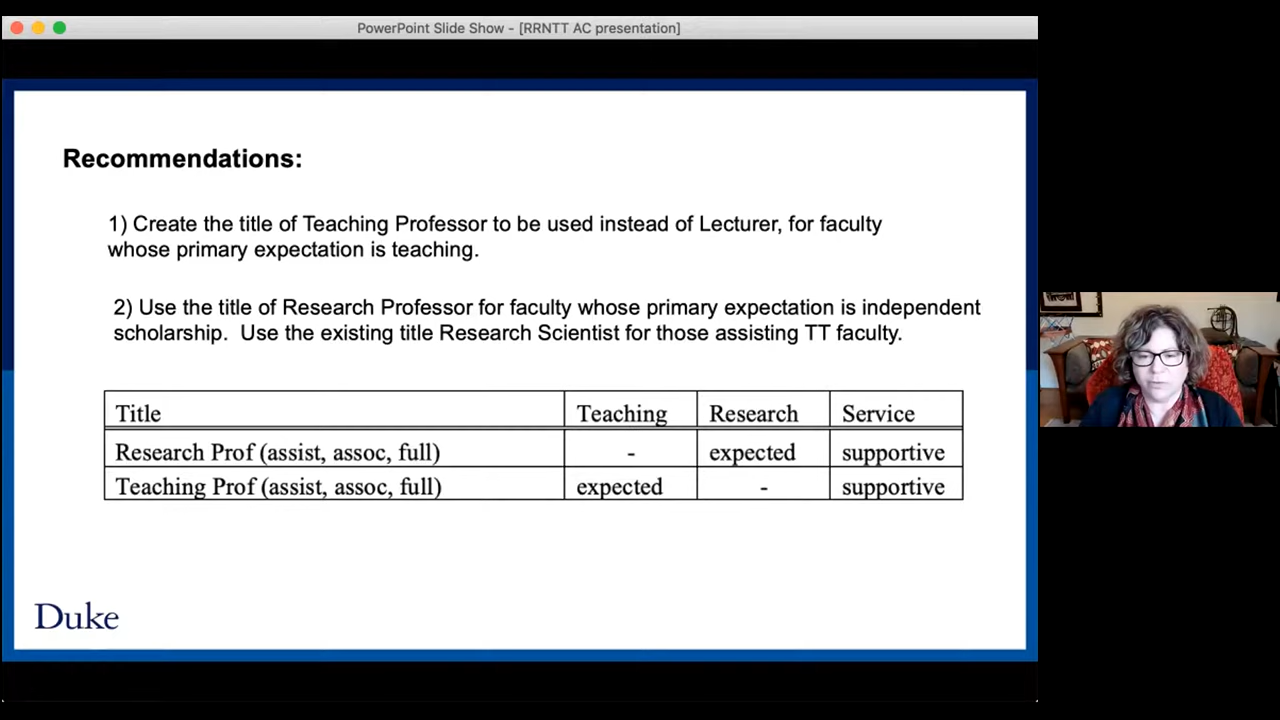 PowerPoint Slide Show - [RRNTT AC presentation]
Recommendations:
1) Create the title of Teaching Professor to be used instead of Lecturer, for faculty
whose primary expectation is teaching.
2) Use the title of Research Professor for faculty whose primary expectation is independent
scholarship.  Use the existing title Research Scientist for those assisting TT faculty.
Title Teaching Research Service
Research Prof (assist, assoc, full) - expected supportive
Teaching Prof (assist, assoc, full) expected - supportive
Duke